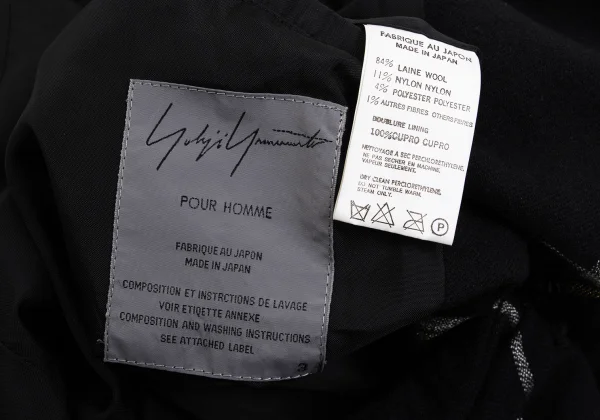 Yohji Yamamoto
POUR HOMME
FABRIQUE AU JAPON
MADE IN JAPAN
COMPOSITION ET INSTRCTIONS DE LAVAGE
VOIR ETIQETTE ANNEXE
COMPOSITION AND WASHING INSTRUCTIONS
SEE ATTACHED LABEL
3
FABRIQUE AU JAPON
MADE IN JAPAN
84% LAINE WOOL
11% NYLON NYLON
4% POLYESTER POLYESTER
1% AUTRES FIBRES OTHER FIBRES
DOUBLURE LINING
100%CUPRO CUPRO
NETTOYAGE A SEC PERCHLORETHYLENE.
NE PAS SECHER EN MACHINE.
VAPEUR SEULEMENT.
DRY CLEAN PERCLORETHYLENE.
DO NOT TUMBLE WARM.
STEAM ONLY.
P